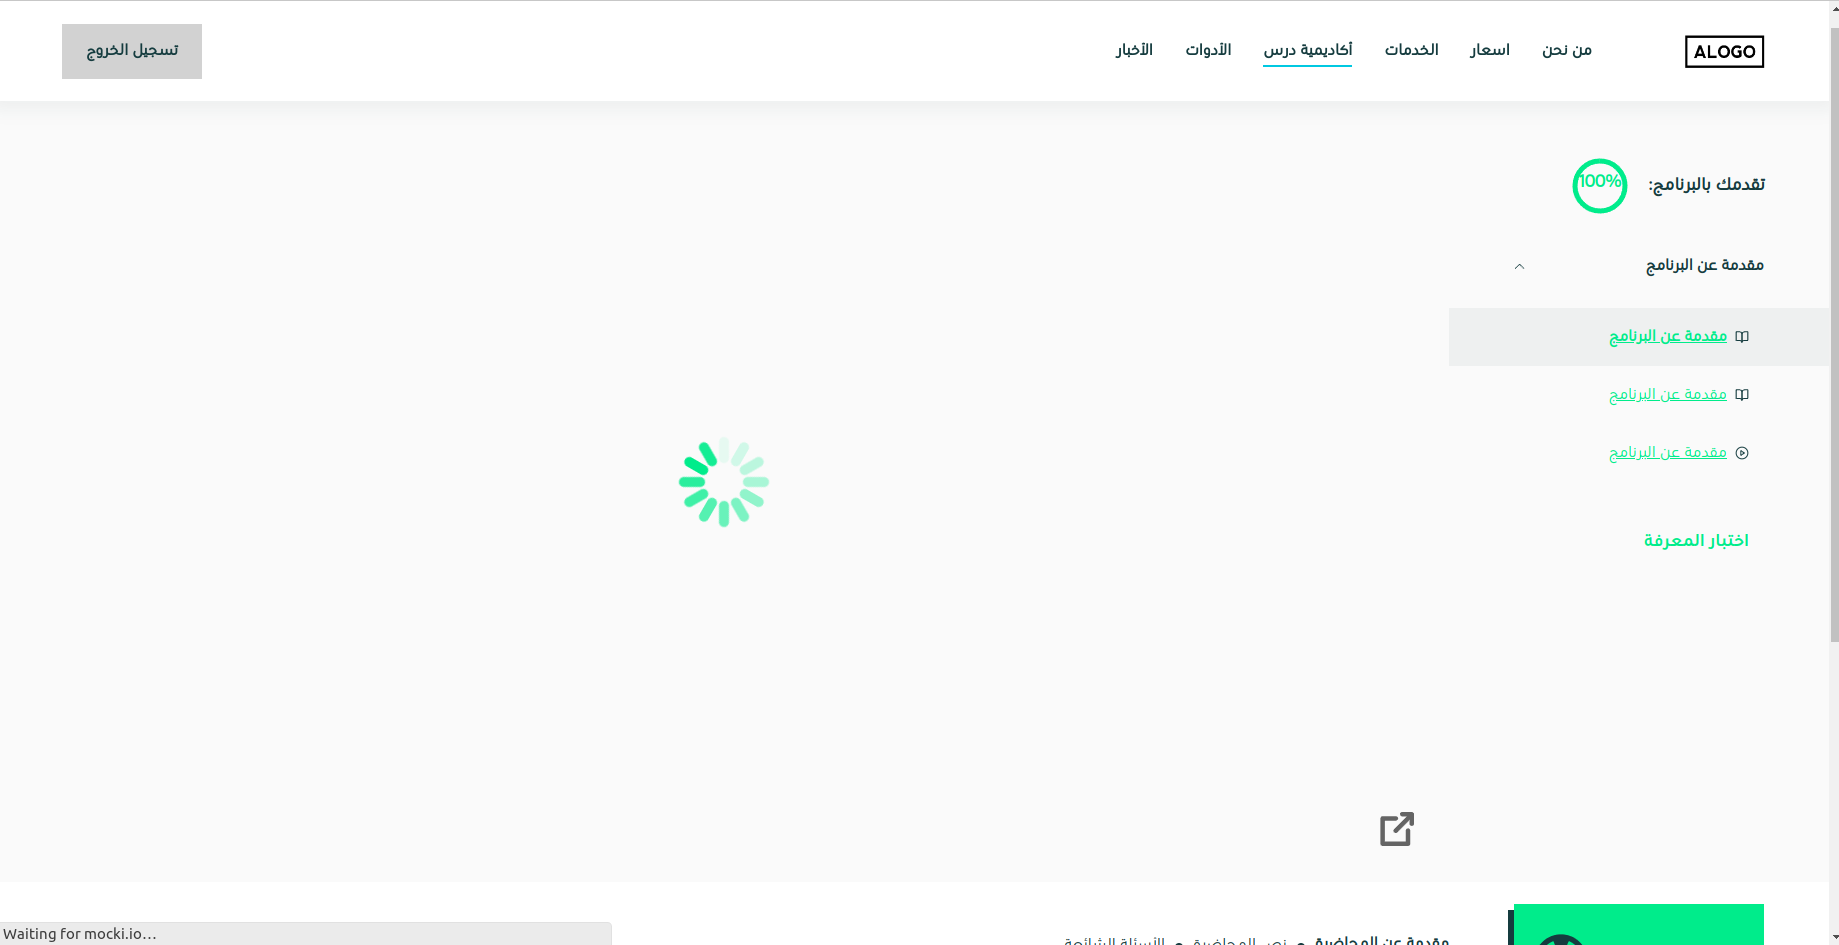 ALOGO
من نحن
اسعار
الخدمات
أكاديمية درس
الأدوات
الأخبار
تسجيل الخروج
تقدمك بالبرنامج:
100%
مقدمة عن البرنامج
مقدمة عن البرنامج
مقدمة عن البرنامج
مقدمة عن البرنامج
اختبار المعرفة
مقدمة عن المحاضرة
نص المحاضرة
الأسئلة الشائعة
Waiting for mocki.io...